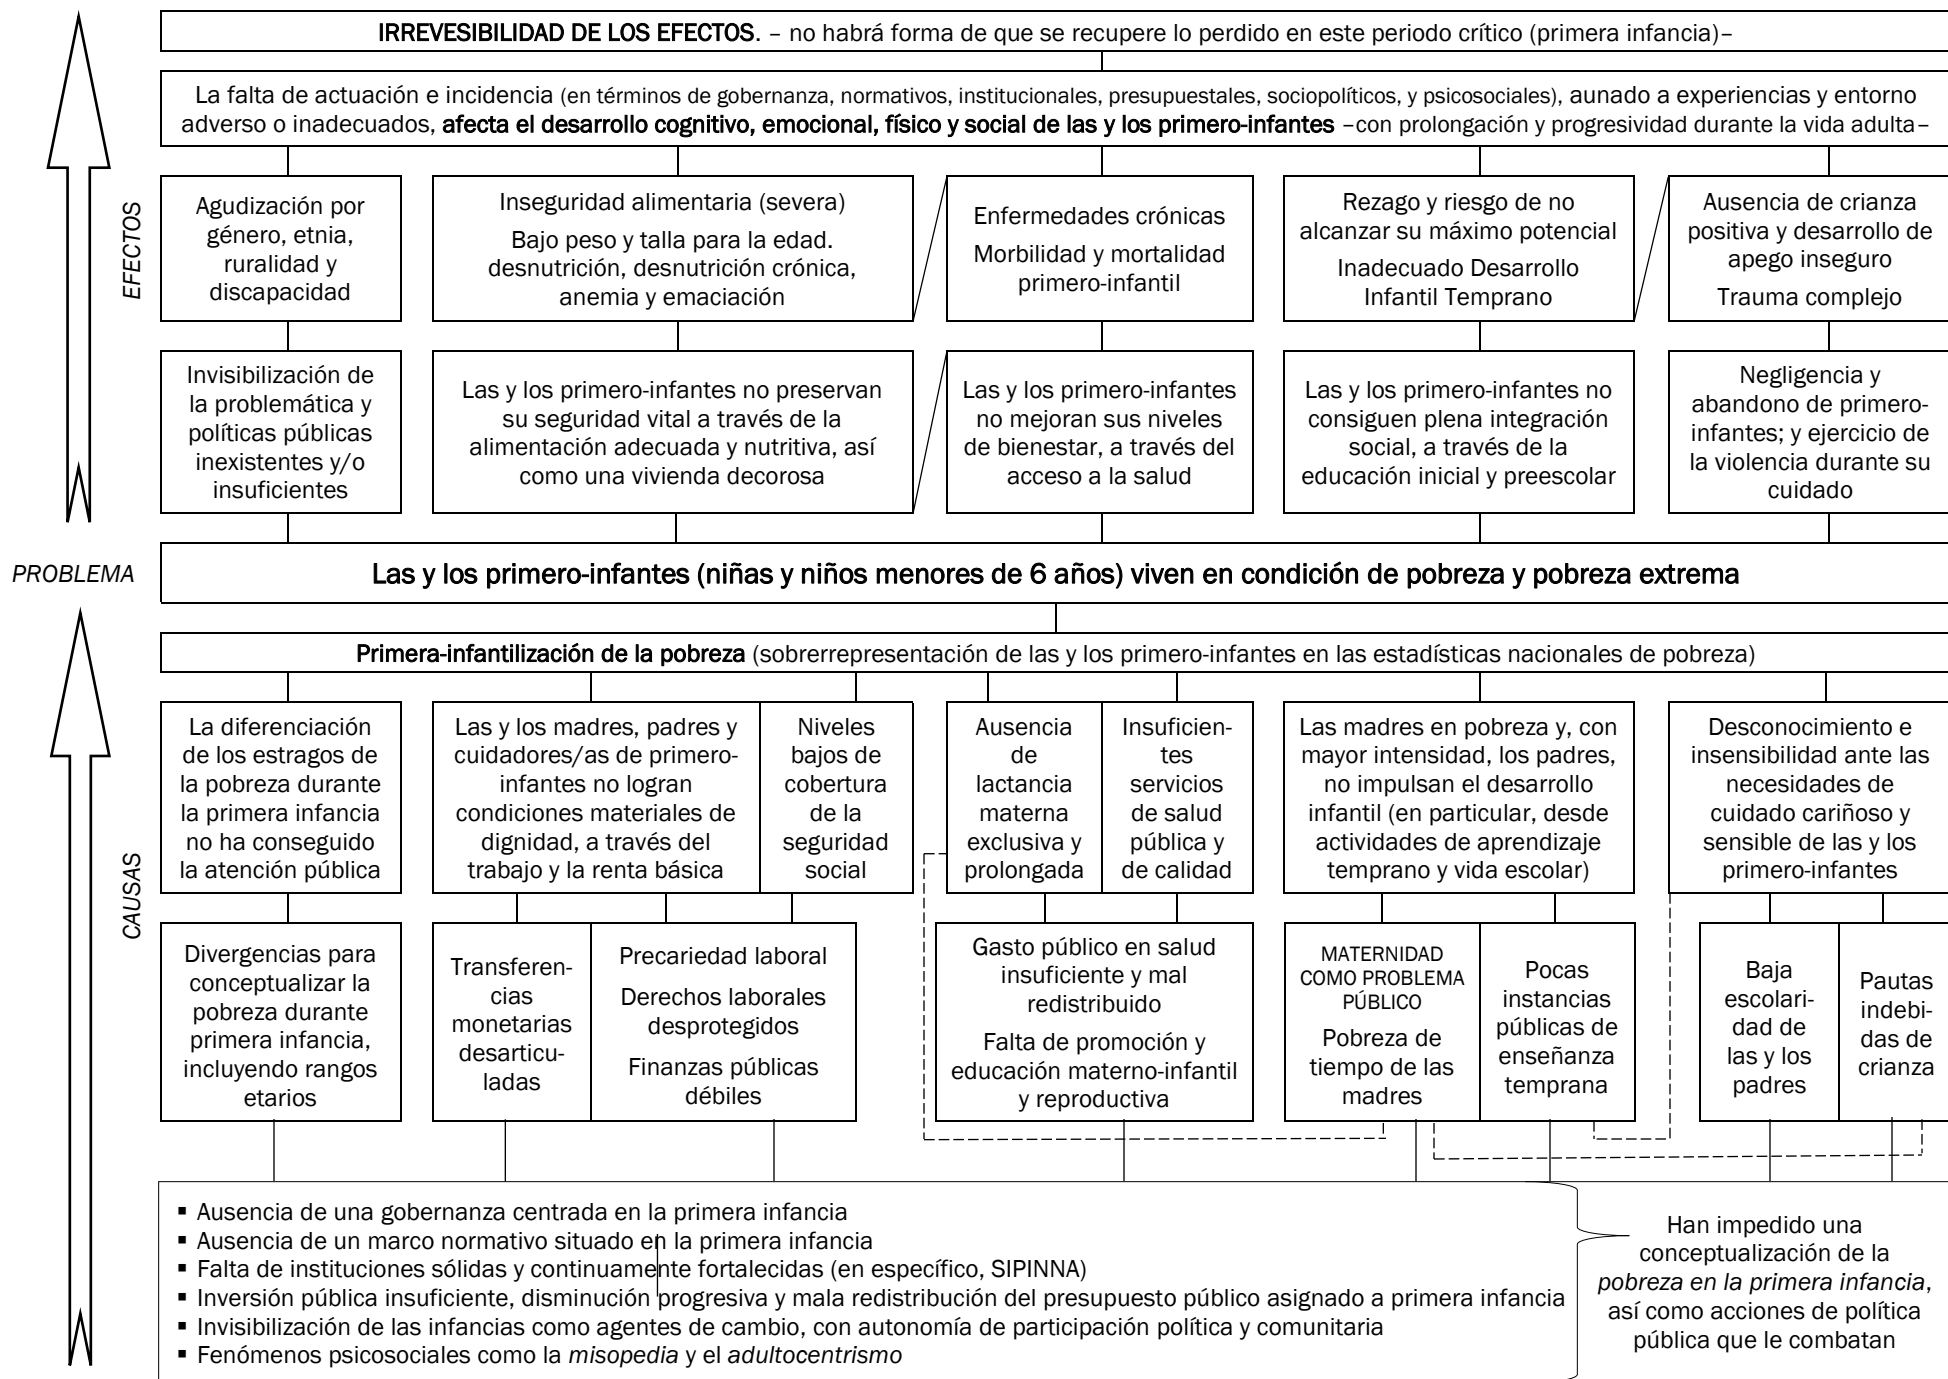 IRREVESIBILIDAD DE LOS EFECTOS. – no habrá forma de que se recupere lo perdido en este periodo crítico (primera infancia)–
La falta de actuación e incidencia (en términos de gobernanza, normativos, institucionales, presupuestales, sociopolíticos, y psicosociales), aunado a experiencias y entorno
adverso o inadecuados, afecta el desarrollo cognitivo, emocional, físico y social de las y los primero-infantes –con prolongación y progresividad durante la vida adulta–
EFECTOS
Agudización por
género, etnia,
ruralidad y
discapacidad
Inseguridad alimentaria (severa)
Bajo peso y talla para la edad.
desnutrición, desnutrición crónica,
anemia y emaciación
Enfermedades crónicas
Morbilidad y mortalidad
primero-infantil
Rezago y riesgo de no
alcanzar su máximo potencial
Inadecuado Desarrollo
Infantil Temprano
Ausencia de crianza
positiva y desarrollo de
apego inseguro
Trauma complejo
Invisibilización de
la problemática y
políticas públicas
inexistentes y/o
insuficientes
Las y los primero-infantes no preservan
su seguridad vital a través de la
alimentación adecuada y nutritiva, así
como una vivienda decorosa
Las y los primero-infantes
no mejoran sus niveles
de bienestar, a través del
acceso a la salud
Las y los primero-infantes no
consiguen plena integración
social, a través de la
educación inicial y preescolar
Negligencia y
abandono de primero-
infantes; y ejercicio de
la violencia durante su
cuidado
PROBLEMA
Las y los primero-infantes (niñas y niños menores de 6 años) viven en condición de pobreza y pobreza extrema
Primera-infantilización de la pobreza (sobrerrepresentación de las y los primero-infantes en las estadísticas nacionales de pobreza)
CAUSAS
La diferenciación
de los estragos de
la pobreza durante
la primera infancia
no ha conseguido
la atención pública
Las y los madres, padres y
cuidadores/as de primero-
infantes no logran
condiciones materiales de
dignidad, a través del
trabajo y la renta básica
Niveles
bajos de
cobertura
de la
seguridad
social
Ausencia
de
lactancia
materna
exclusiva y
prolongada
Insuficien-
tes
servicios
de salud
pública y
de calidad
Las madres en pobreza y, con
mayor intensidad, los padres,
no impulsan el desarrollo
infantil (en particular, desde
actividades de aprendizaje
temprano y vida escolar)
Desconocimiento e
insensibilidad ante las
necesidades de
cuidado cariñoso y
sensible de las y los
primero-infantes
Divergencias para
conceptualizar la
pobreza durante
primera infancia,
incluyendo rangos
etarios
Transferen-
cias
monetarias
desarticu-
ladas
Precariedad laboral
Derechos laborales
desprotegidos
Finanzas públicas
débiles
Gasto público en salud
insuficiente y mal
redistribuido
Falta de promoción y
educación materno-infantil
y reproductiva
MATERNIDAD
COMO PROBLEMA
PÚBLICO
Pobreza de
tiempo de las
madres
Pocas
instancias
públicas de
enseñanza
temprana
Baja
escolari-
dad de
las y los
padres
Pautas
indebi-
das de
crianza
▪ Ausencia de una gobernanza centrada en la primera infancia
▪ Ausencia de un marco normativo situado en la primera infancia
▪ Falta de instituciones sólidas y continuamente fortalecidas (en específico, SIPINNA)
▪ Inversión pública insuficiente, disminución progresiva y mala redistribución del presupuesto público asignado a primera infancia
▪ Invisibilización de las infancias como agentes de cambio, con autonomía de participación política y comunitaria
▪ Fenómenos psicosociales como la misopedia y el adultocentrismo
Han impedido una
conceptualización de la
pobreza en la primera infancia,
así como acciones de política
pública que le combatan